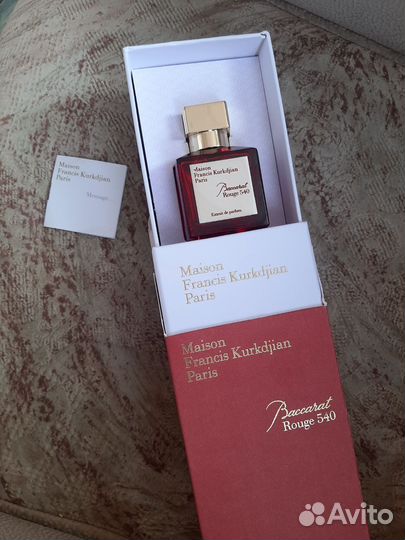 Maison
Francis Kurkdjian
Paris
Baccarat
Rouge 540
Extrait de parfum
Maison
Francis Kurkdjian
Paris
Message
Maison
Francis Kurkdjian
Paris
Maison
Francis Kurkdjian
Paris
Baccarat
Rouge 540
Avito